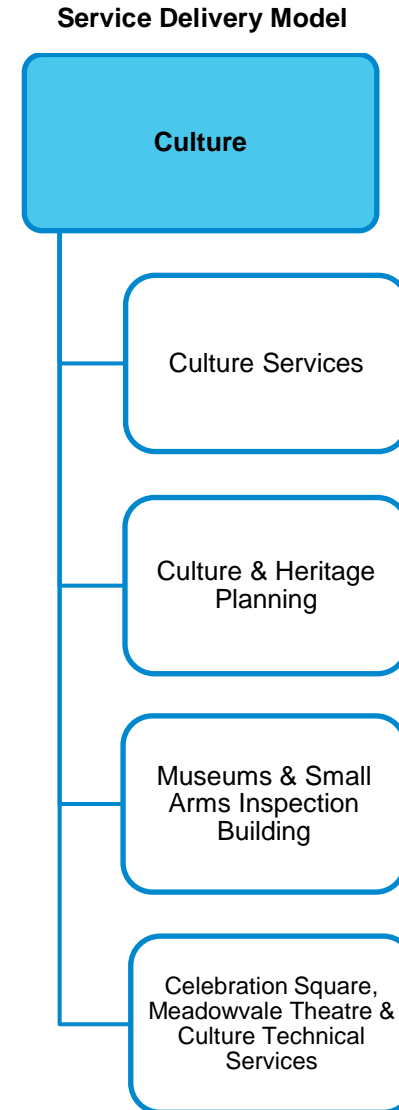 Service Delivery Model
Culture
Culture Services
Culture & Heritage
Planning
Museums & Small
Arms Inspection
Building
Celebration Square,
Meadowvale Theatre &
Culture Technical
Services